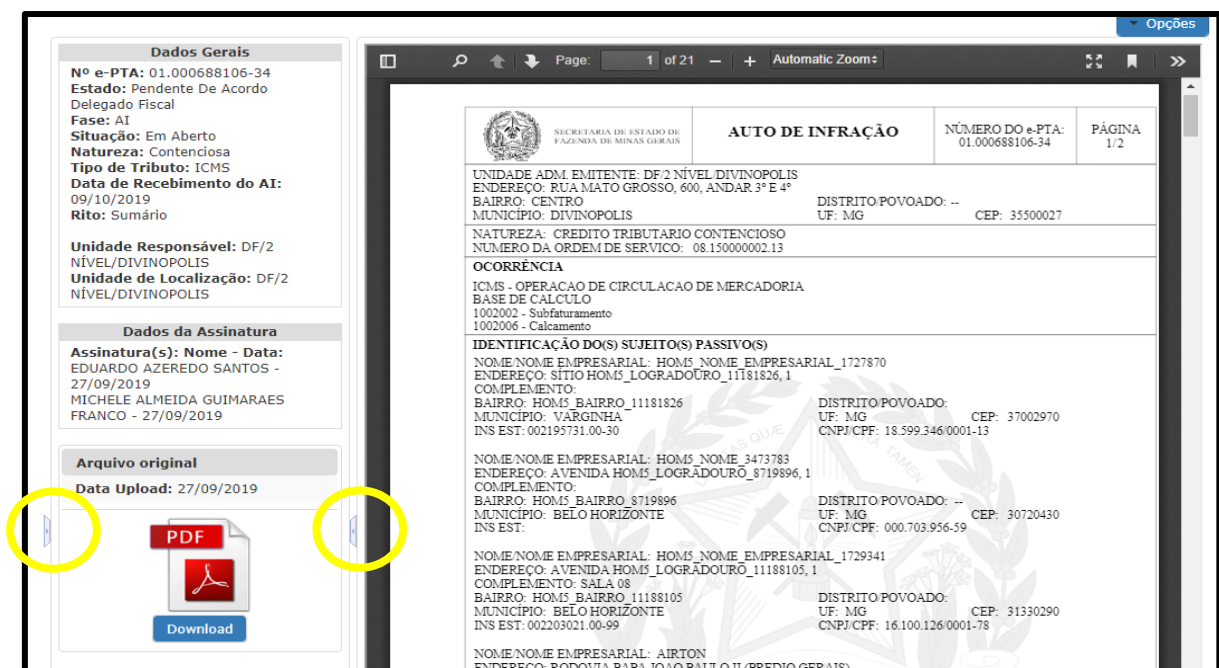 Opções
Dados Gerais
Nº e-PTA: 01.000688106-34
Estado: Pendente De Acordo
Delegado Fiscal
Fase: AI
Situação: Em Aberto
Natureza: Contenciosa
Tipo de Tributo: ICMS
Data de Recebimento do AI:
09/10/2019
Rito: Sumário
Unidade Responsável: DF/2
NÍVEL/DIVINOPOLIS
Unidade de Localização: DF/2
NÍVEL/DIVINOPOLIS
Dados da Assinatura
Assinatura(s): Nome - Data:
EDUARDO AZEREDO SANTOS -
27/09/2019
MICHELE ALMEIDA GUIMARAES
FRANCO - 27/09/2019
Arquivo original
Data Upload: 27/09/2019
PDF
Download
Page: 1 of 21 Automatic Zoom
SECRETARIA DE ESTADO DE
FAZENDA DE MINAS GERAIS
AUTO DE INFRAÇÃO
NÚMERO DO e-PTA:
01.000688106-34
PÁGINA
1/2
UNIDADE ADM. EMITENTE: DF/2 NÍVEL/DIVINOPOLIS
ENDEREÇO: RUA MATO GROSSO, 600, ANDAR 3º E 4º
BAIRRO: CENTRO DISTRITO/POVOADO: --
MUNICÍPIO: DIVINOPOLIS UF: MG CEP: 35500027
NATUREZA: CREDITO TRIBUTARIO CONTENCIOSO
NUMERO DA ORDEM DE SERVICO: 08.150000002.13
OCORRÊNCIA
ICMS - OPERACAO DE CIRCULACAO DE MERCADORIA
BASE DE CALCULO
1002002 - Subfaturamento
1002006 - Calcamento
IDENTIFICAÇÃO DO(S) SUJEITO(S) PASSIVO(S)
NOME/NOME EMPRESARIAL: HOM5_NOME_EMPRESARIAL_1727870
ENDEREÇO: SÍTIO HOM5_LOGRADOURO_11181826, 1
COMPLEMENTO:
BAIRRO: HOM5_BAIRRO_11181826 DISTRITO/POVOADO:
MUNICÍPIO: VARGINHA UF: MG CEP: 37002970
INS EST: 002195731.00-30 CNPJ/CPF: 18.599.346/0001-13
NOME/NOME EMPRESARIAL: HOM5_NOME_3473783
ENDEREÇO: AVENIDA HOM5_LOGRADOURO_8719896, 1
COMPLEMENTO:
BAIRRO: HOM5_BAIRRO_8719896 DISTRITO/POVOADO: --
MUNICÍPIO: BELO HORIZONTE UF: MG CEP: 30720430
INS EST: CNPJ/CPF: 000.703.956-59
NOME/NOME EMPRESARIAL: HOM5_NOME_EMPRESARIAL_1729341
ENDEREÇO: AVENIDA HOM5_LOGRADOURO_11188105, 1
COMPLEMENTO: SALA 08
BAIRRO: HOM5_BAIRRO_11188105 DISTRITO/POVOADO:
MUNICÍPIO: BELO HORIZONTE UF: MG CEP: 31330290
INS EST: 002203021.00-99 CNPJ/CPF: 16.100.126/0001-78
NOME/NOME EMPRESARIAL: AIRTON
ENDEREÇO: RODOVIA PAPA JOAO PAULO II (PREDIO GERAIS)